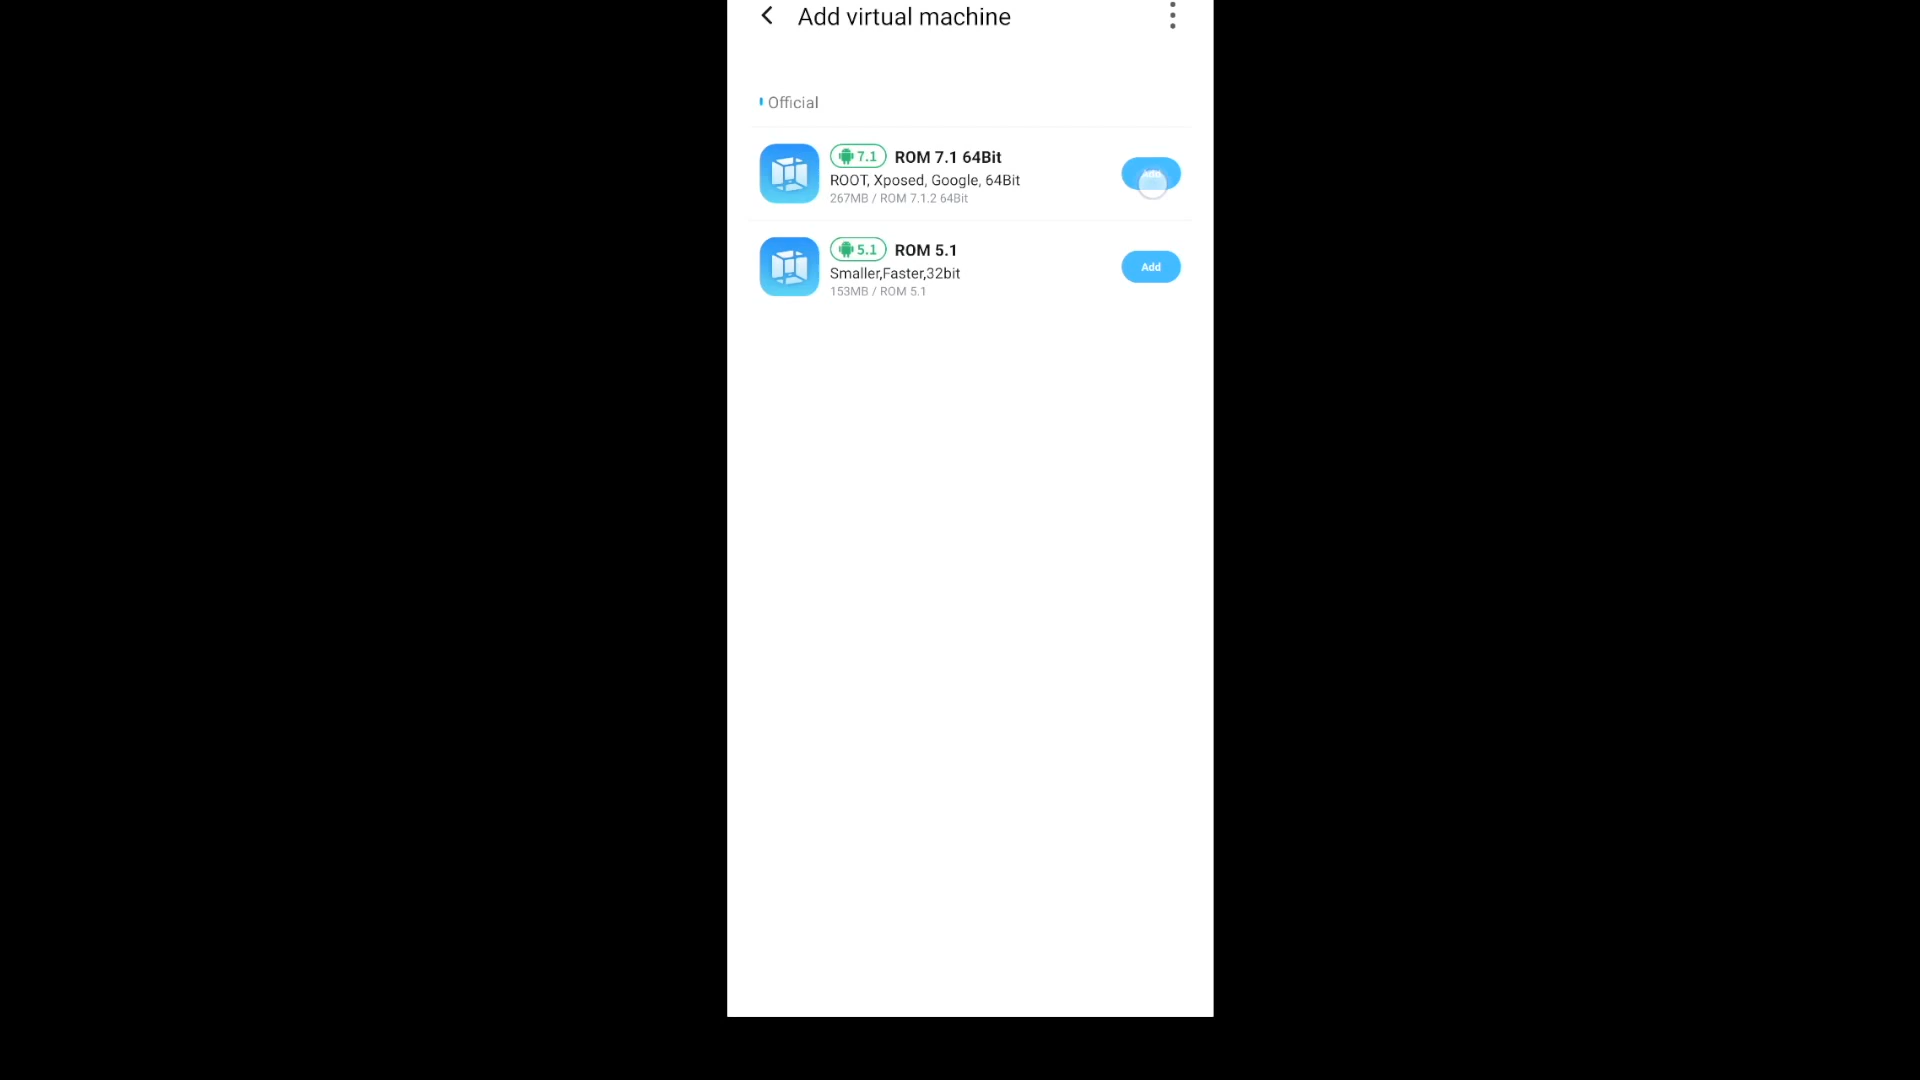 Add virtual machine
Official
7.1 ROM 7.1 64Bit
ROOT, Xposed, Google, 64Bit
267MB / ROM 7.1.2 64Bit
Add
5.1 ROM 5.1
Smaller,Faster,32bit
153MB / ROM 5.1
Add